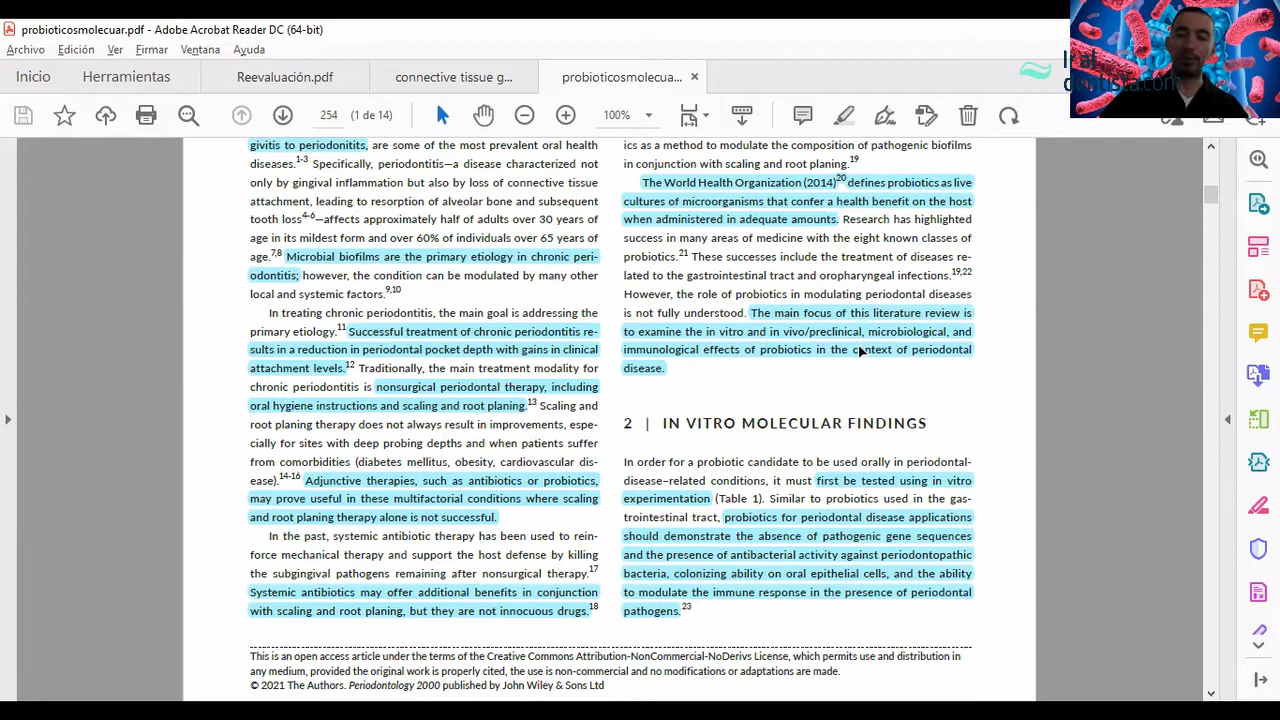 probioticosmolecuar.pdf - Adobe Acrobat Reader DC (64-bit)
Archivo Edición Ver Firmar Ventana Ayuda
Inicio Herramientas Reevaluación.pdf connective tissue g... probioticosmolecua... ×
254 (1 de 14) 100%
dentista.com
givitis to periodonitits, are some of the most prevalent oral health
diseases.1-3 Specifically, periodontitis—a disease characterized not
only by gingival inflammation but also by loss of connective tissue
attachment, leading to resorption of alveolar bone and subsequent
tooth loss4-6—affects approximately half of adults over 30 years of
age in its mildest form and over 60% of individuals over 65 years of
age.7,8 Microbial biofilms are the primary etiology in chronic peri-
odontitis; however, the condition can be modulated by many other
local and systemic factors.9,10
In treating chronic periodontitis, the main goal is addressing the
primary etiology.11 Successful treatment of chronic periodontitis re-
sults in a reduction in periodontal pocket depth with gains in clinical
attachment levels.12 Traditionally, the main treatment modality for
chronic periodontitis is nonsurgical periodontal therapy, including
oral hygiene instructions and scaling and root planing.13 Scaling and
root planing therapy does not always result in improvements, espe-
cially for sites with deep probing depths and when patients suffer
from comorbidities (diabetes mellitus, obesity, cardiovascular dis-
ease).14-16 Adjunctive therapies, such as antibiotics or probiotics,
may prove useful in these multifactorial conditions where scaling
and root planing therapy alone is not successful.
In the past, systemic antibiotic therapy has been used to rein-
force mechanical therapy and support the host defense by killing
the subgingival pathogens remaining after nonsurgical therapy.17
Systemic antibiotics may offer additional benefits in conjunction
with scaling and root planing, but they are not innocuous drugs.18
ics as a method to modulate the composition of pathogenic biofilms
in conjunction with scaling and root planing.19
The World Health Organization (2014)20 defines probiotics as live
cultures of microorganisms that confer a health benefit on the host
when administered in adequate amounts. Research has highlighted
success in many areas of medicine with the eight known classes of
probiotics.21 These successes include the treatment of diseases re-
lated to the gastrointestinal tract and oropharyngeal infections.19,22
However, the role of probiotics in modulating periodontal diseases
is not fully understood. The main focus of this literature review is
to examine the in vitro and in vivo/preclinical, microbiological, and
immunological effects of probiotics in the context of periodontal
disease.
2 | IN VITRO MOLECULAR FINDINGS
In order for a probiotic candidate to be used orally in periodontal-
disease–related conditions, it must first be tested using in vitro
experimentation (Table 1). Similar to probiotics used in the gas-
trointestinal tract, probiotics for periodontal disease applications
should demonstrate the absence of pathogenic gene sequences
and the presence of antibacterial activity against periodontopathic
bacteria, colonizing ability on oral epithelial cells, and the ability
to modulate the immune response in the presence of periodontal
pathogens.23
This is an open access article under the terms of the Creative Commons Attribution-NonCommercial-NoDerivs License, which permits use and distribution in
any medium, provided the original work is properly cited, the use is non-commercial and no modifications or adaptations are made.
© 2021 The Authors. Periodontology 2000 published by John Wiley & Sons Ltd